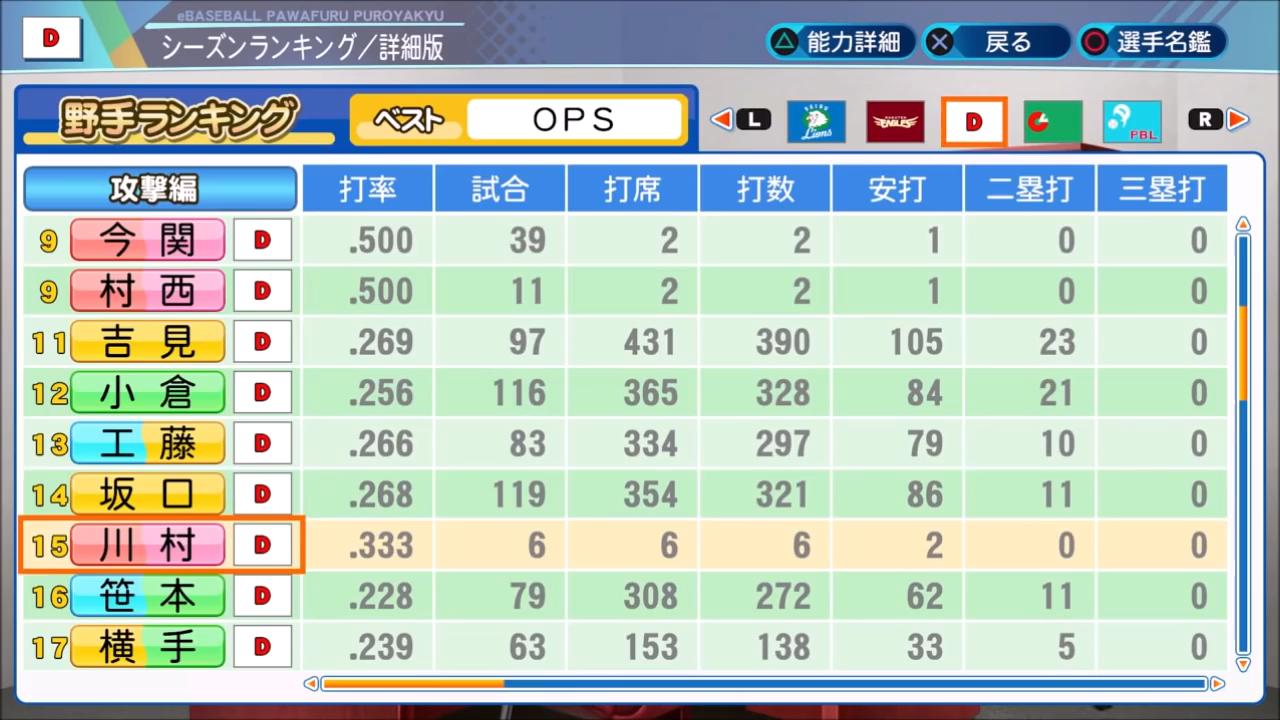 eBASEBALL PAWAFURU PUROYAKYU
D シーズンランキング/詳細版 能力詳細 戻る 選手名鑑
野手ランキング ベスト OPS L SEIBU Lions EAGLES D PBL R
攻撃編 打率 試合 打席 打数 安打 二塁打 三塁打
9 今関 D .500 39 2 2 1 0 0
9 村西 D .500 11 2 2 1 0 0
11 吉見 D .269 97 431 390 105 23 0
12 小倉 D .256 116 365 328 84 21 0
13 工藤 D .266 83 334 297 79 10 0
14 坂口 D .268 119 354 321 86 11 0
15 川村 D .333 6 6 6 2 0 0
16 笹本 D .228 79 308 272 62 11 0
17 横手 D .239 63 153 138 33 5 0